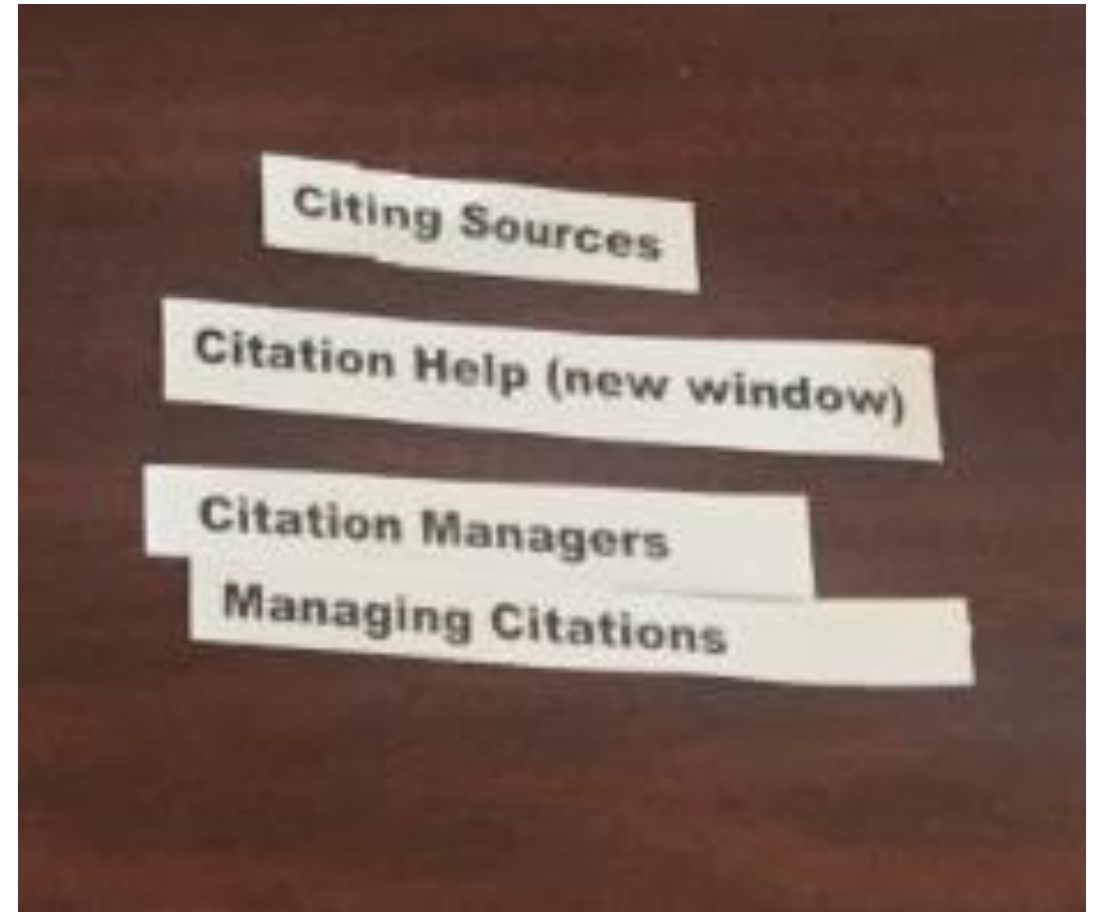 Citing Sources
Citation Help (new window)
Citation Managers
Managing Citations